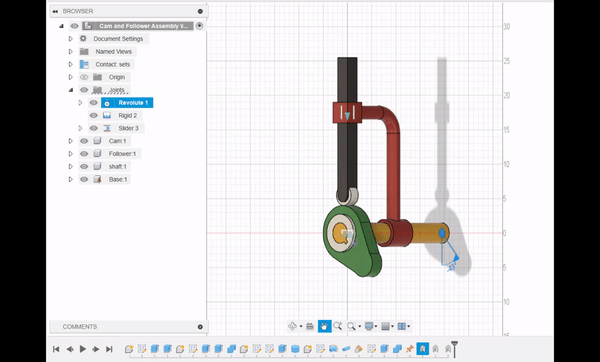 BROWSER
Cam and Follower Assembly v...
Document Settings
Named Views
Contact: sets
Origin
Joints
Revolute 1
Rigid 2
Slider 3
Cam:1
Follower:1
shaft:1
Base:1
COMMENTS
30
25
20
15
10
5
0
5
10
15